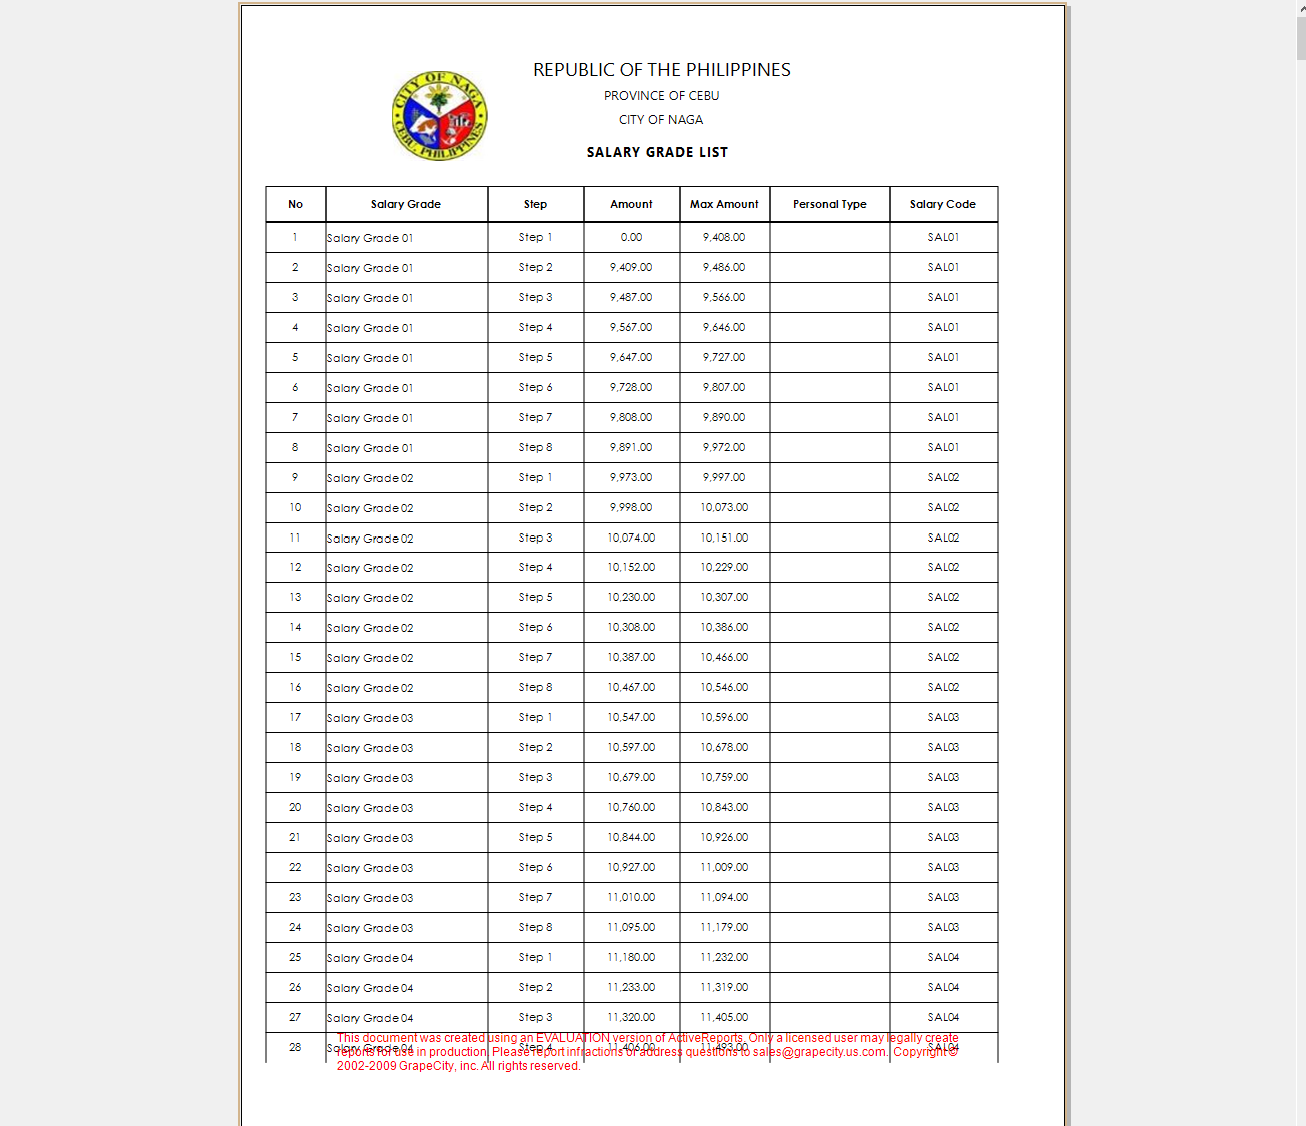 REPUBLIC OF THE PHILIPPINES
PROVINCE OF CEBU
CITY OF NAGA
CITY OF NAGA
CEBU, PHILIPPINES
SALARY GRADE LIST
No Salary Grade Step Amount Max Amount Personal Type Salary Code
1 Salary Grade 01 Step 1 0.00 9,408.00 SAL01
2 Salary Grade 01 Step 2 9,409.00 9,486.00 SAL01
3 Salary Grade 01 Step 3 9,487.00 9,566.00 SAL01
4 Salary Grade 01 Step 4 9,567.00 9,646.00 SAL01
5 Salary Grade 01 Step 5 9,647.00 9,727.00 SAL01
6 Salary Grade 01 Step 6 9,728.00 9,807.00 SAL01
7 Salary Grade 01 Step 7 9,808.00 9,890.00 SAL01
8 Salary Grade 01 Step 8 9,891.00 9,972.00 SAL01
9 Salary Grade 02 Step 1 9,973.00 9,997.00 SAL02
10 Salary Grade 02 Step 2 9,998.00 10,073.00 SAL02
11 Salary Grade 02 Step 3 10,074.00 10,151.00 SAL02
12 Salary Grade 02 Step 4 10,152.00 10,229.00 SAL02
13 Salary Grade 02 Step 5 10,230.00 10,307.00 SAL02
14 Salary Grade 02 Step 6 10,308.00 10,386.00 SAL02
15 Salary Grade 02 Step 7 10,387.00 10,466.00 SAL02
16 Salary Grade 02 Step 8 10,467.00 10,546.00 SAL02
17 Salary Grade 03 Step 1 10,547.00 10,596.00 SAL03
18 Salary Grade 03 Step 2 10,597.00 10,678.00 SAL03
19 Salary Grade 03 Step 3 10,679.00 10,759.00 SAL03
20 Salary Grade 03 Step 4 10,760.00 10,843.00 SAL03
21 Salary Grade 03 Step 5 10,844.00 10,926.00 SAL03
22 Salary Grade 03 Step 6 10,927.00 11,009.00 SAL03
23 Salary Grade 03 Step 7 11,010.00 11,094.00 SAL03
24 Salary Grade 03 Step 8 11,095.00 11,179.00 SAL03
25 Salary Grade 04 Step 1 11,180.00 11,232.00 SAL04
26 Salary Grade 04 Step 2 11,233.00 11,319.00 SAL04
27 Salary Grade 04 Step 3 11,320.00 11,405.00 SAL04
28 Salary Grade 04 Step 4 11,406.00 11,493.00 SAL04
This document was created using an EVALUATION version of ActiveReports. Only a licensed user may legally create
reports for use in production. Please report infractions or address questions to sales@grapecity.us.com. Copyright ©
2002-2009 GrapeCity, inc. All rights reserved.